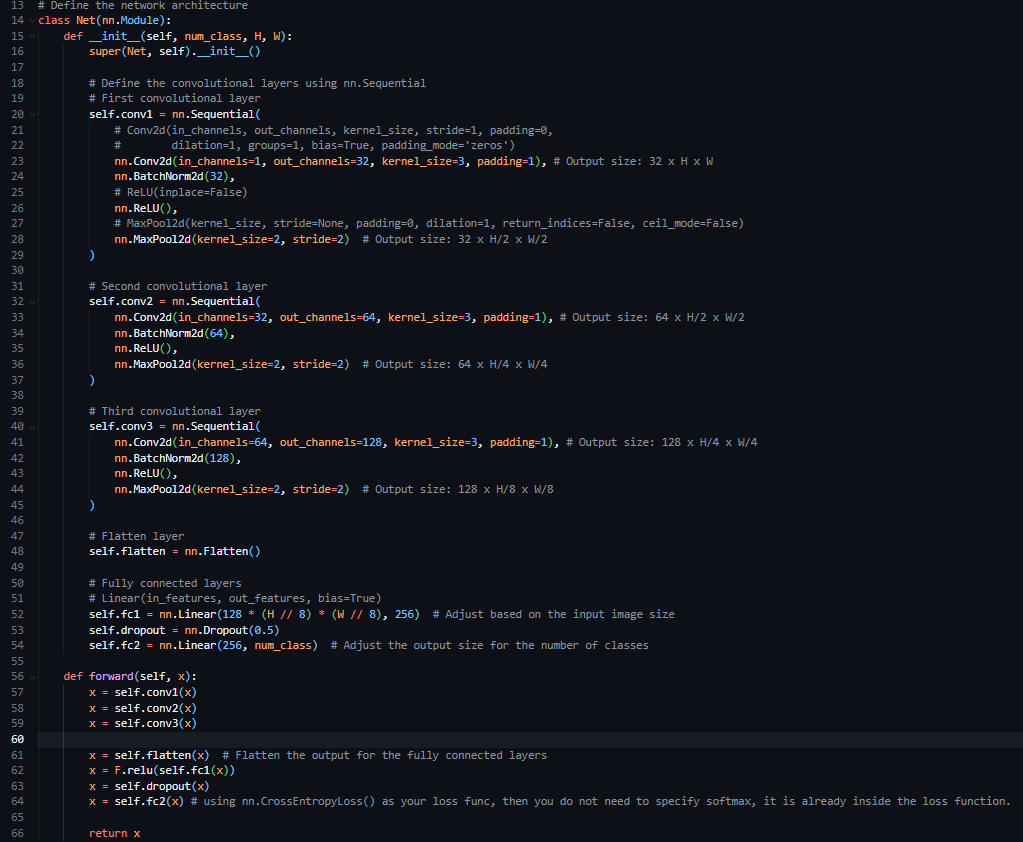 13 # Define the network architecture
14 class Net(nn.Module):
15     def __init__(self, num_class, H, W):
16         super(Net, self).__init__()
17
18         # Define the convolutional layers using nn.Sequential
19         # First convolutional layer
20         self.conv1 = nn.Sequential(
21             # Conv2d(in_channels, out_channels, kernel_size, stride=1, padding=0,
22             #        dilation=1, groups=1, bias=True, padding_mode='zeros')
23             nn.Conv2d(in_channels=1, out_channels=32, kernel_size=3, padding=1), # Output size: 32 x H x W
24             nn.BatchNorm2d(32),
25             # ReLU(inplace=False)
26             nn.ReLU(),
27             # MaxPool2d(kernel_size, stride=None, padding=0, dilation=1, return_indices=False, ceil_mode=False)
28             nn.MaxPool2d(kernel_size=2, stride=2)  # Output size: 32 x H/2 x W/2
29         )
30
31         # Second convolutional layer
32         self.conv2 = nn.Sequential(
33             nn.Conv2d(in_channels=32, out_channels=64, kernel_size=3, padding=1), # Output size: 64 x H/2 x W/2
34             nn.BatchNorm2d(64),
35             nn.ReLU(),
36             nn.MaxPool2d(kernel_size=2, stride=2)  # Output size: 64 x H/4 x W/4
37         )
38
39         # Third convolutional layer
40         self.conv3 = nn.Sequential(
41             nn.Conv2d(in_channels=64, out_channels=128, kernel_size=3, padding=1), # Output size: 128 x H/4 x W/4
42             nn.BatchNorm2d(128),
43             nn.ReLU(),
44             nn.MaxPool2d(kernel_size=2, stride=2)  # Output size: 128 x H/8 x W/8
45         )
46
47         # Flatten layer
48         self.flatten = nn.Flatten()
49
50         # Fully connected layers
51         # Linear(in_features, out_features, bias=True)
52         self.fc1 = nn.Linear(128 * (H // 8) * (W // 8), 256)  # Adjust based on the input image size
53         self.dropout = nn.Dropout(0.5)
54         self.fc2 = nn.Linear(256, num_class)  # Adjust the output size for the number of classes
55
56     def forward(self, x):
57         x = self.conv1(x)
58         x = self.conv2(x)
59         x = self.conv3(x)
60
61         x = self.flatten(x)  # Flatten the output for the fully connected layers
62         x = F.relu(self.fc1(x))
63         x = self.dropout(x)
64         x = self.fc2(x) # using nn.CrossEntropyLoss() as your loss func, then you do not need to specify softmax, it is already inside the loss function.
65
66         return x